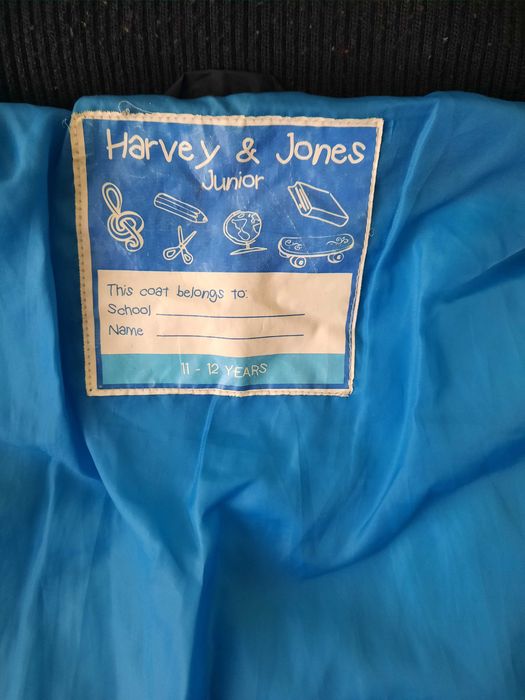 Harvey & Jones
Junior
This coat belongs to:
School
Name
11 - 12 YEARS